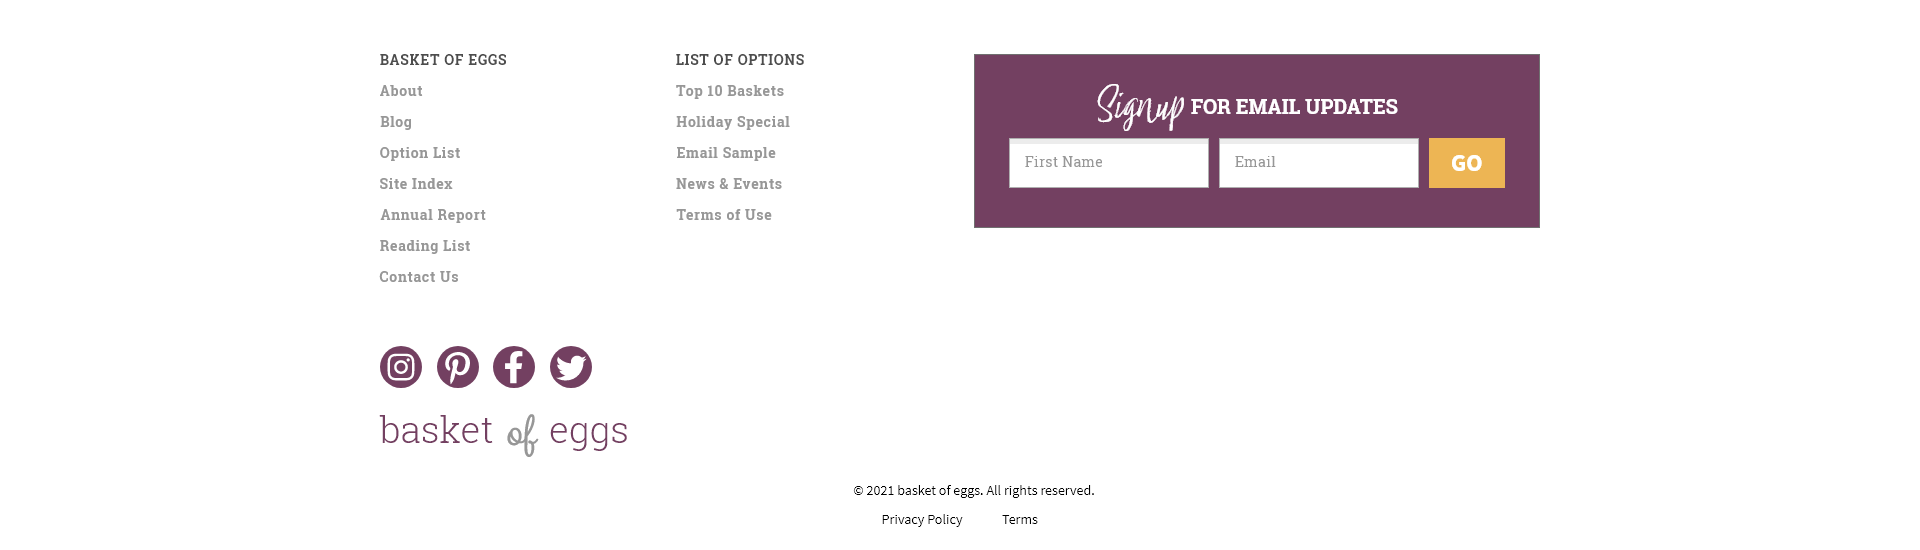 BASKET OF EGGS
About
Blog
Option List
Site Index
Annual Report
Reading List
Contact Us
LIST OF OPTIONS
Top 10 Baskets
Holiday Special
Email Sample
News & Events
Terms of Use
Signup FOR EMAIL UPDATES
First Name
Email
GO
basket of eggs
© 2021 basket of eggs. All rights reserved.
Privacy Policy Terms